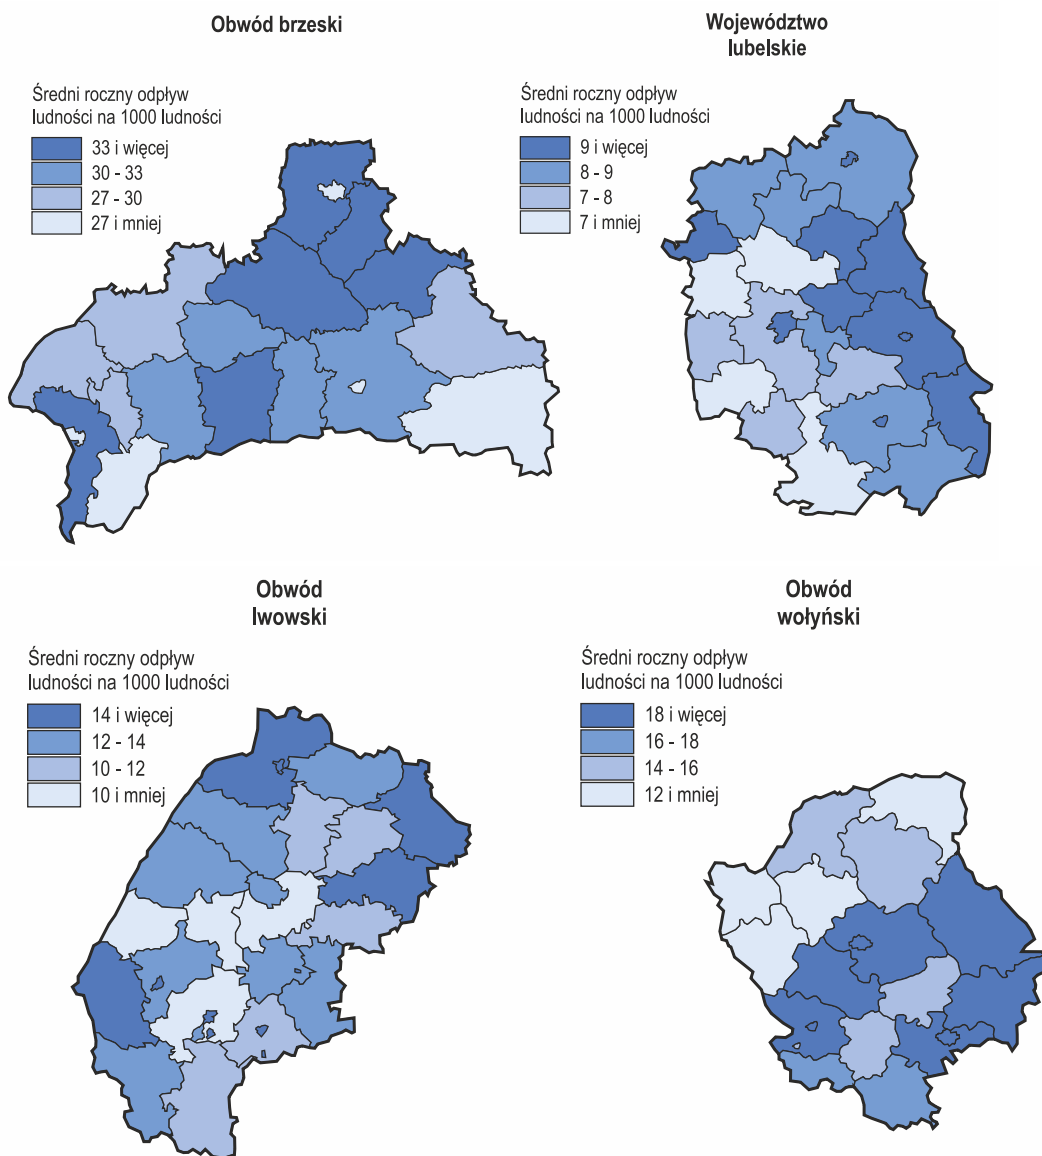 Obwód brzeski
Średni roczny odpływ
ludności na 1000 ludności
33 i więcej
30 - 33
27 - 30
27 i mniej
Województwo
lubelskie
Średni roczny odpływ
ludności na 1000 ludności
9 i więcej
8 - 9
7 - 8
7 i mniej
Obwód
lwowski
Średni roczny odpływ
ludności na 1000 ludności
14 i więcej
12 - 14
10 - 12
10 i mniej
Obwód
wołyński
Średni roczny odpływ
ludności na 1000 ludności
18 i więcej
16 - 18
14 - 16
12 i mniej